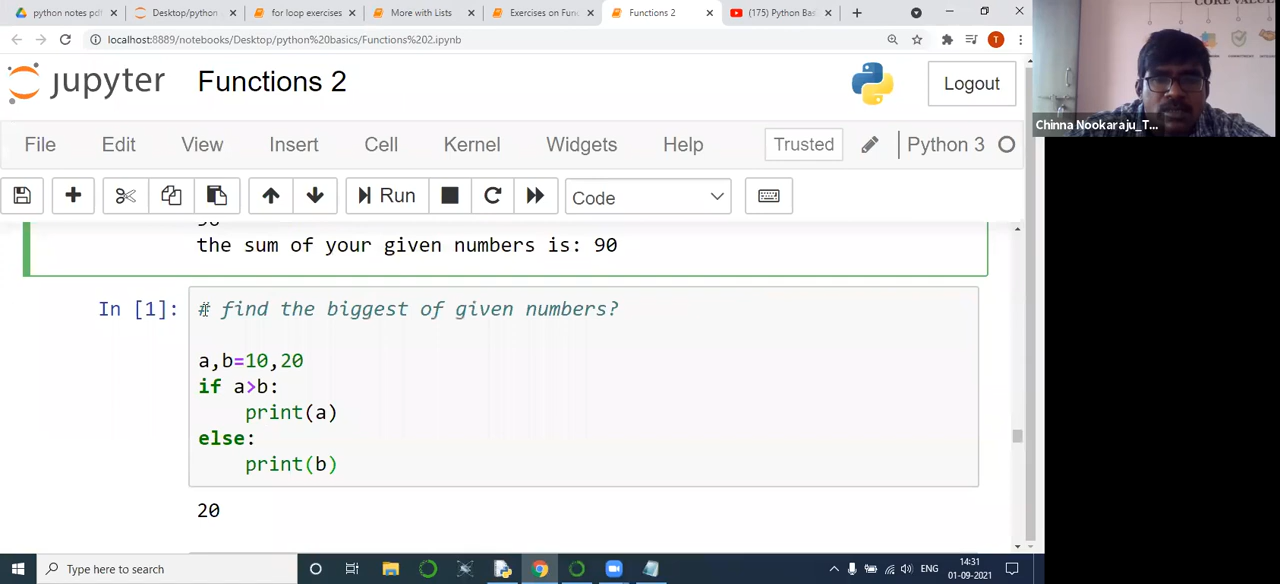 python notes pdf
Desktop/python
for loop exercises
More with Lists
Exercises on Fun
Functions 2
(175) Python Bas
localhost:8889/notebooks/Desktop/python%20basics/Functions%202.ipynb
T
jupyter Functions 2
Logout
File Edit View Insert Cell Kernel Widgets Help Trusted Python 3
Run
Code
90
the sum of your given numbers is: 90
In [1]: # find the biggest of given numbers?
a,b=10,20
if a>b:
    print(a)
else:
    print(b)
20
CORE VALUES
Chinna Nookaraju_T...
Type here to search
ENG
14:31
01-09-2021